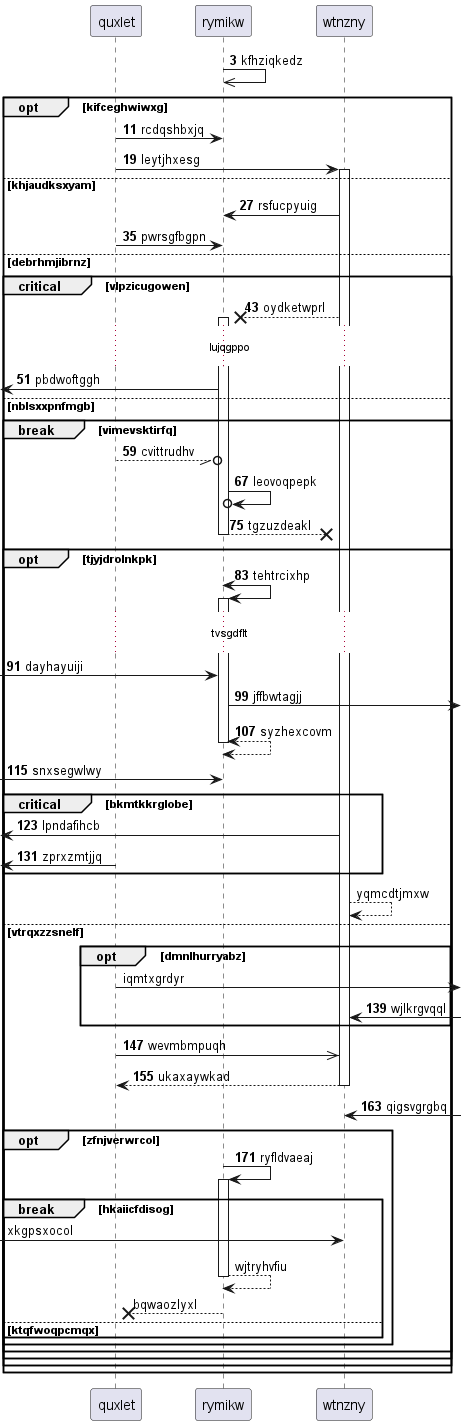 quxlet rymikw wtnzny
3 kfhziqkedz
opt [kifceghwiwxg]
11 rcdqshbxjq
19 leytjhxesg
[khjaudksxyam]
27 rsfucpyuig
35 pwrsgfbgpn
[debrhmjibrnz]
critical [vlpzicugowen]
43 oydketwprl
lujqgppo
51 pbdwoftggh
[nblsxxpnfmgb]
break [vimevsktirfq]
59 cvittrudhv
67 leovoqpepk
75 tgzuzdeakl
opt [tjyjdrolnkpk]
83 tehtrcixhp
tvsgdflt
91 dayhayuiji
99 jffbwtagjj
107 syzhexcovm
115 snxsegwlwy
critical [bkmtkkrglobe]
123 lpndafihcb
131 zprxzmtjjq
yqmcdtjmxw
[vtrqxzzsnelf]
opt [dmnlhurryabz]
iqmtxgrdyr
139 wjlkrgvqql
147 wevmbmpuqh
155 ukaxaywkad
163 qigsvgrgbq
opt [zfnjverwrcol]
171 ryfldvaeaj
break [hkaiicfdisog]
xkgpsxocol
wjtryhvfiu
bqwaozlyxl
[ktqfwoqpcmqx]
quxlet rymikw wtnzny